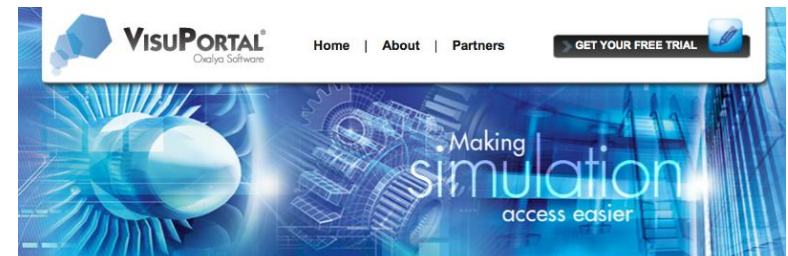 VISUPORTAL®
Oxalya Software
Home | About | Partners
GET YOUR FREE TRIAL
Making
simulation
access easier